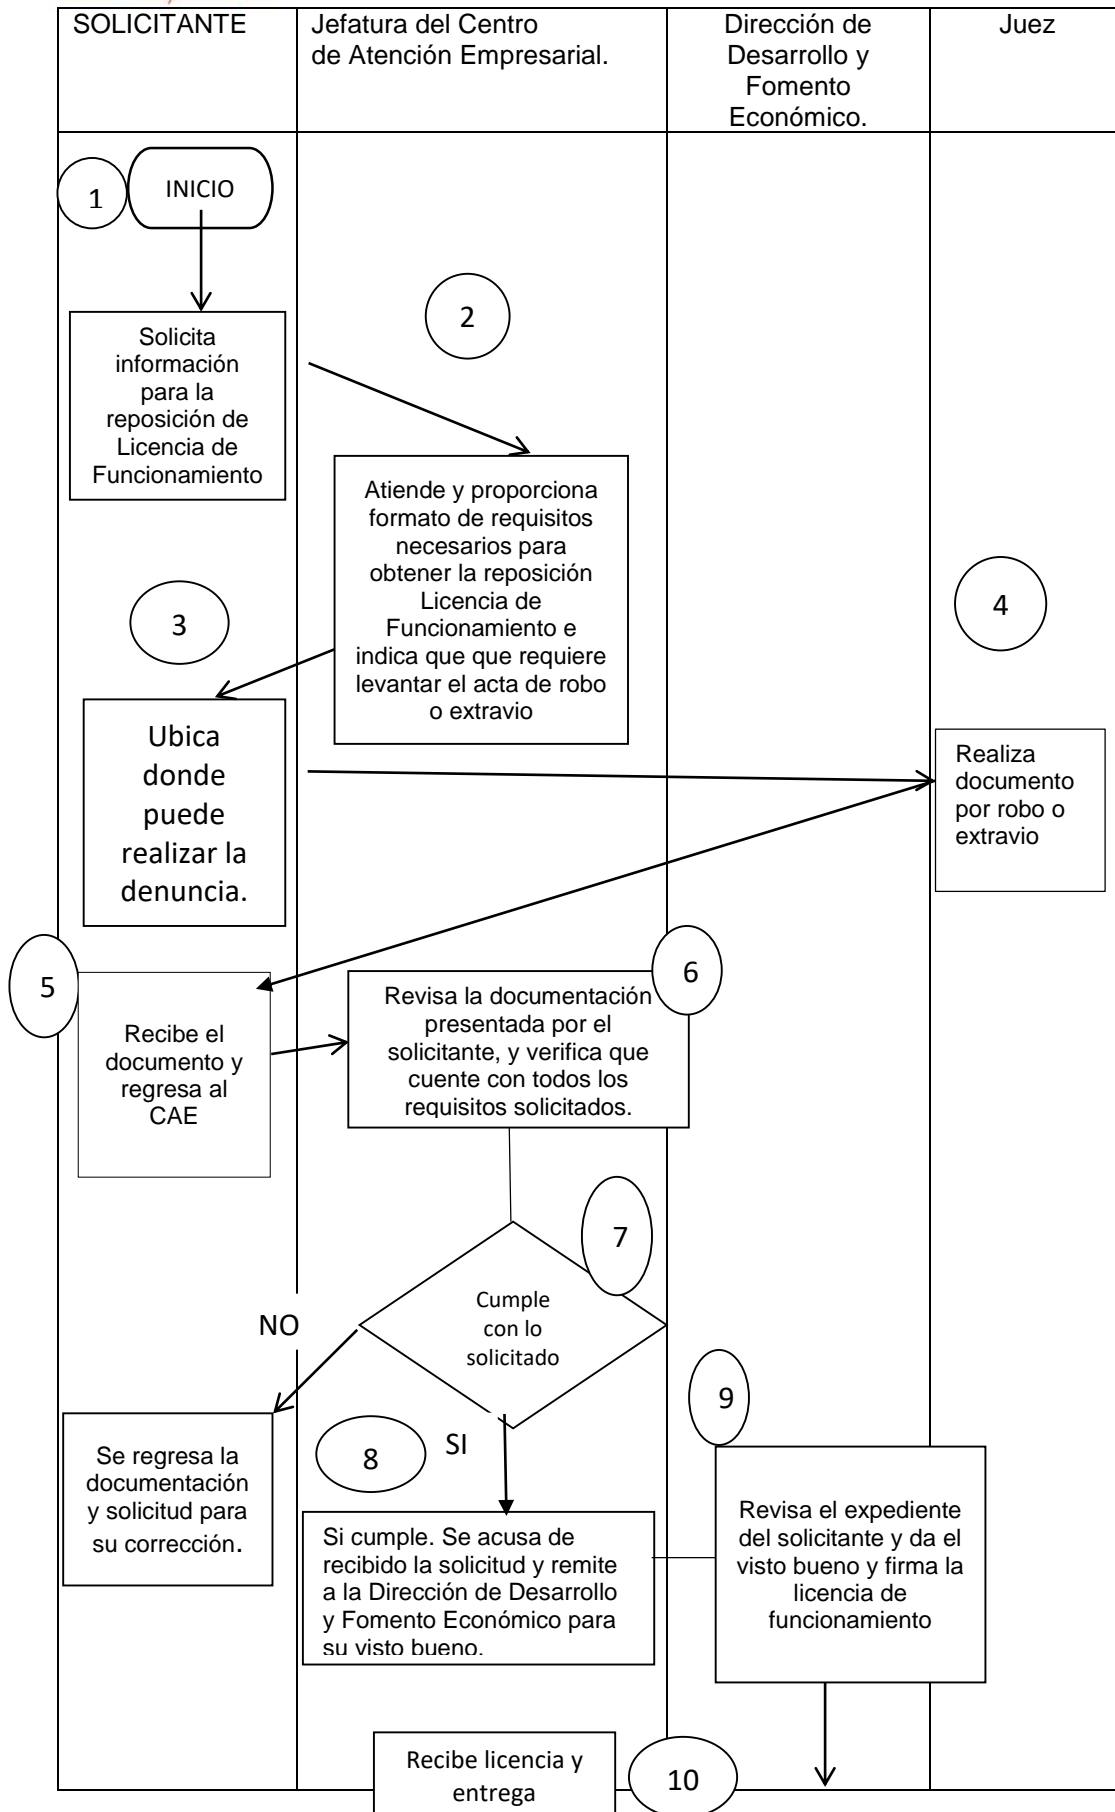 SOLICITANTE
Jefatura del Centro
de Atención Empresarial.
Dirección de
Desarrollo y
Fomento
Económico.
Juez
1
INICIO
2
Solicita
información
para la
reposición de
Licencia de
Funcionamiento
Atiende y proporciona
formato de requisitos
necesarios para
obtener la reposición
Licencia de
Funcionamiento e
indica que que requiere
levantar el acta de robo
o extravio
3
4
Ubica
donde
puede
realizar la
denuncia.
Realiza
documento
por robo o
extravio
5
Recibe el
documento y
regresa al
CAE
6
Revisa la documentación
presentada por el
solicitante, y verifica que
cuente con todos los
requisitos solicitados.
7
Cumple
con lo
solicitado
NO
Se regresa la
documentación
y solicitud para
su corrección.
8
SI
Si cumple. Se acusa de
recibido la solicitud y remite
a la Dirección de Desarrollo
y Fomento Económico para
su visto bueno.
9
Revisa el expediente
del solicitante y da el
visto bueno y firma la
licencia de
funcionamiento
Recibe licencia y
entrega
10